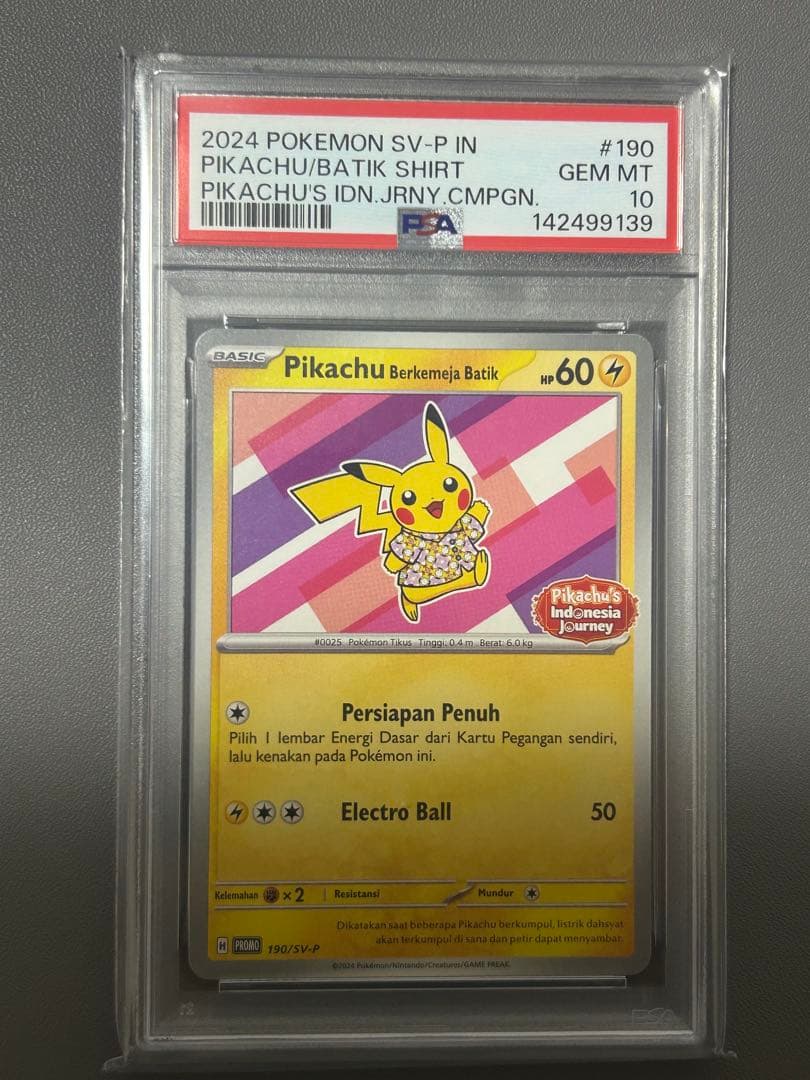 2024 POKEMON SV-P IN #190
PIKACHU/BATIK SHIRT GEM MT
PIKACHU'S IDN.JRNY.CMPGN. 10
PSA 142499139
BASIC Pikachu Berkemeja Batik HP 60
Pikachu's
Indonesia
Journey
#0025 Pokémon Tikus Tinggi: 0.4 m Berat: 6.0 kg
Persiapan Penuh
Pilih 1 lembar Energi Dasar dari Kartu Pegangan sendiri,
lalu kenakan pada Pokémon ini.
Electro Ball 50
Kelemahan ×2 Resistansi Mundur
Dikatakan saat beberapa Pikachu berkumpul, listrik dahsyat
akan terkumpul di sana dan petir dapat menyambar.
H PROMO 190/SV-P
©2024 Pokémon/Nintendo/Creatures/GAME FREAK.
PSA